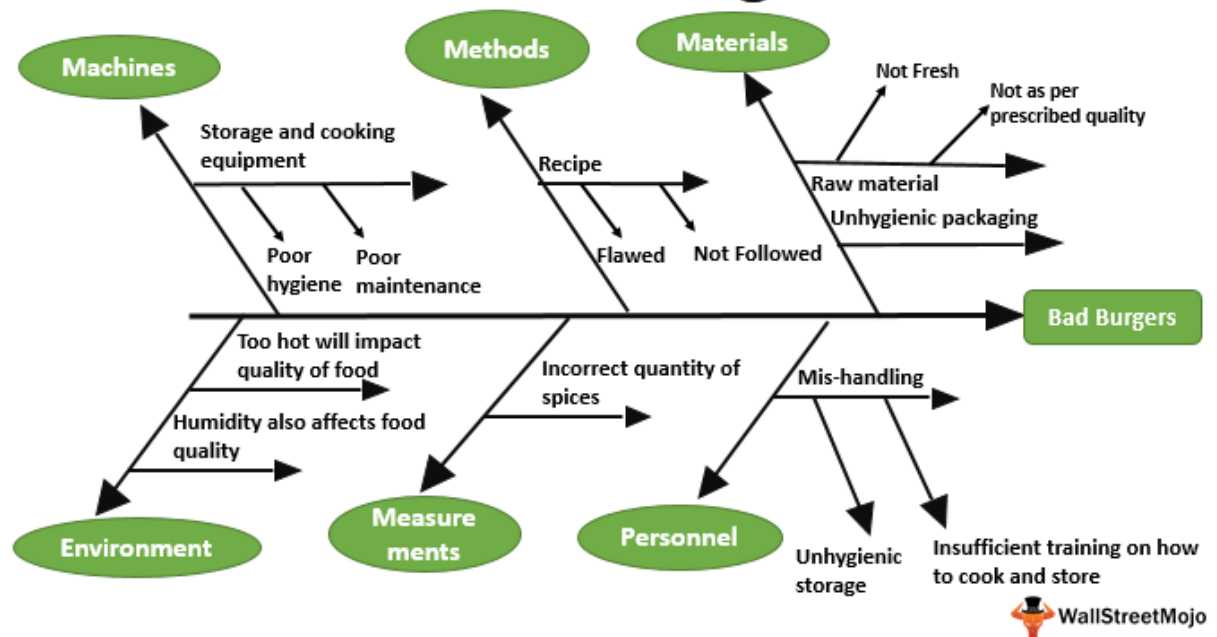 Machines
Methods
Materials
Not Fresh
Not as per
prescribed quality
Storage and cooking
equipment
Recipe
Raw material
Unhygienic packaging
Poor
hygiene
Poor
maintenance
Flawed
Not Followed
Bad Burgers
Too hot will impact
quality of food
Humidity also affects food
quality
Incorrect quantity of
spices
Mis-handling
Environment
Measure
ments
Personnel
Unhygienic
storage
Insufficient training on how
to cook and store
WallStreetMojo